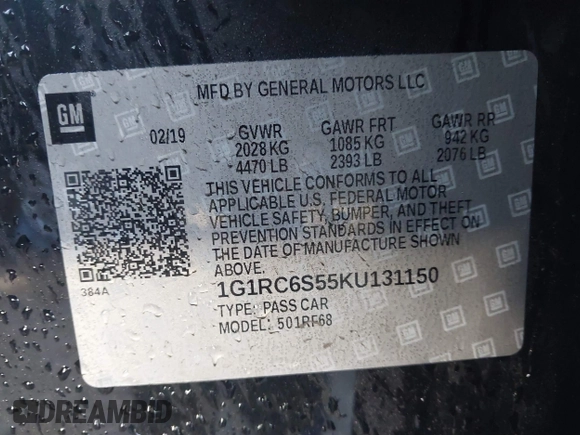 MFD BY GENERAL MOTORS LLC
GM
02/19 GVWR GAWR FRT GAWR RR
2028 KG 1085 KG 942 KG
4470 LB 2393 LB 2076 LB
THIS VEHICLE CONFORMS TO ALL
APPLICABLE U.S. FEDERAL MOTOR
VEHICLE SAFETY, BUMPER, AND THEFT
PREVENTION STANDARDS IN EFFECT ON
THE DATE OF MANUFACTURE SHOWN
ABOVE.
384A
1G1RC6S55KU131150
TYPE: PASS CAR
MODEL: 501RF68
DREAMBID